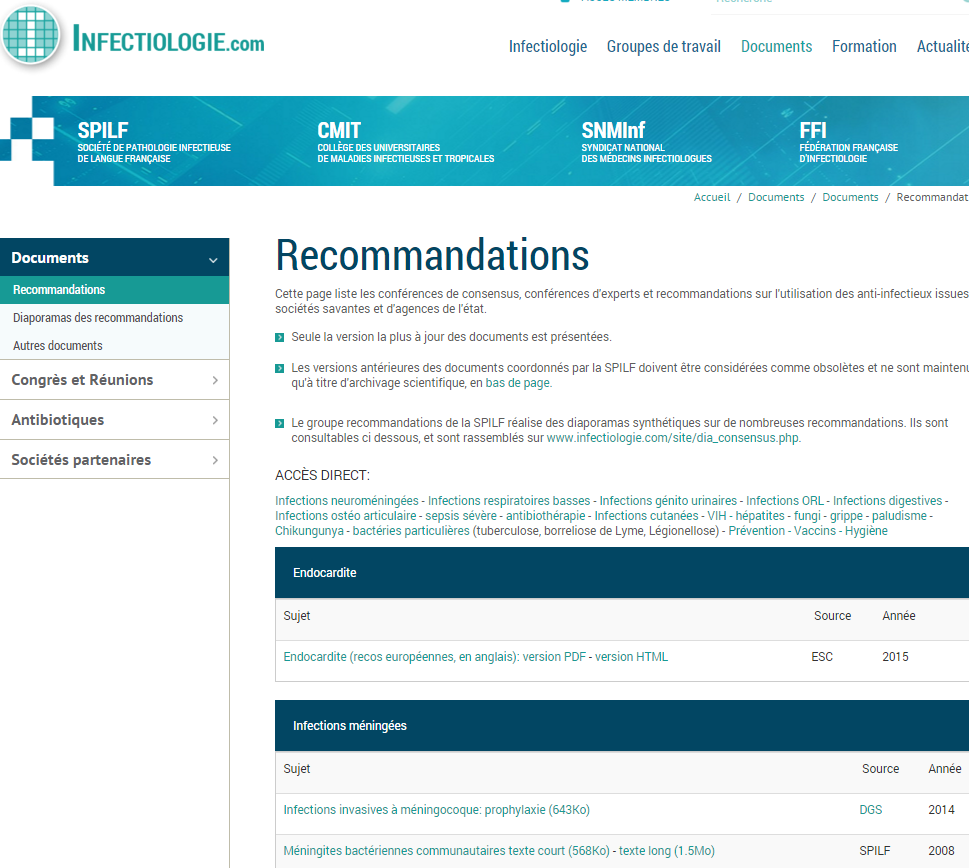 INFECTIOLOGIE.com
Infectiologie Groupes de travail Documents Formation Actualité
SPILF CMIT SNMInf FFI
SOCIÉTÉ DE PATHOLOGIE INFECTIEUSE COLLÈGE DES UNIVERSITAIRES SYNDICAT NATIONAL FÉDÉRATION FRANÇAISE
DE LANGUE FRANÇAISE DE MALADIES INFECTIEUSES ET TROPICALES DES MÉDECINS INFECTIOLOGUES D'INFECTIOLOGIE
Accueil / Documents / Documents / Recommandat
Documents
Recommandations
Diaporamas des recommandations
Autres documents
Congrès et Réunions
Antibiotiques
Sociétés partenaires
Recommandations
Cette page liste les conférences de consensus, conférences d'experts et recommandations sur l'utilisation des anti-infectieux issues
sociétés savantes et d'agences de l'état.
Seule la version la plus à jour des documents est présentées.
Les versions antérieures des documents coordonnés par la SPILF doivent être considérées comme obsolètes et ne sont maintenu
qu'à titre d'archivage scientifique, en bas de page.
Le groupe recommandations de la SPILF réalise des diaporamas synthétiques sur de nombreuses recommandations. Ils sont
consultables ci dessous, et sont rassemblés sur www.infectiologie.com/site/dia_consensus.php.
ACCÈS DIRECT:
Infections neuroméningées - Infections respiratoires basses - Infections génito urinaires - Infections ORL - Infections digestives -
Infections ostéo articulaire - sepsis sévère - antibiothérapie - Infections cutanées - VIH - hépatites - fungi - grippe - paludisme -
Chikungunya - bactéries particulières (tuberculose, borreliose de Lyme, Légionellose) - Prévention - Vaccins - Hygiène
Endocardite
Sujet Source Année
Endocardite (recos européennes, en anglais): version PDF - version HTML ESC 2015
Infections méningées
Sujet Source Année
Infections invasives à méningocoque: prophylaxie (643Ko) DGS 2014
Méningites bactériennes communautaires texte court (568Ko) - texte long (1.5Mo) SPILF 2008